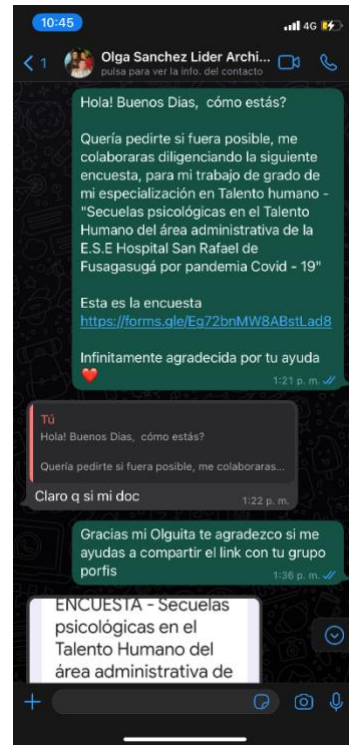 10:45
4G
1
Olga Sanchez Lider Archi...
pulsa para ver la info. del contacto
Hola! Buenos Dias, cómo estás?
Quería pedirte si fuera posible, me
colaboraras diligenciando la siguiente
encuesta, para mi trabajo de grado de
mi especialización en Talento humano -
"Secuelas psicológicas en el Talento
Humano del área administrativa de la
E.S.E Hospital San Rafael de
Fusagasugá por pandemia Covid - 19"
Esta es la encuesta
https://forms.gle/Eg72bnMW8ABstLad8
Infinitamente agradecida por tu ayuda
❤️
1:21 p. m.
Tú
Hola! Buenos Dias, cómo estás?
Quería pedirte si fuera posible, me colaboraras...
Claro q si mi doc
1:22 p. m.
Gracias mi Olguita te agradezco si me
ayudas a compartir el link con tu grupo
porfis
1:36 p. m.
ENCUESTA - Secuelas
psicológicas en el
Talento Humano del
área administrativa de